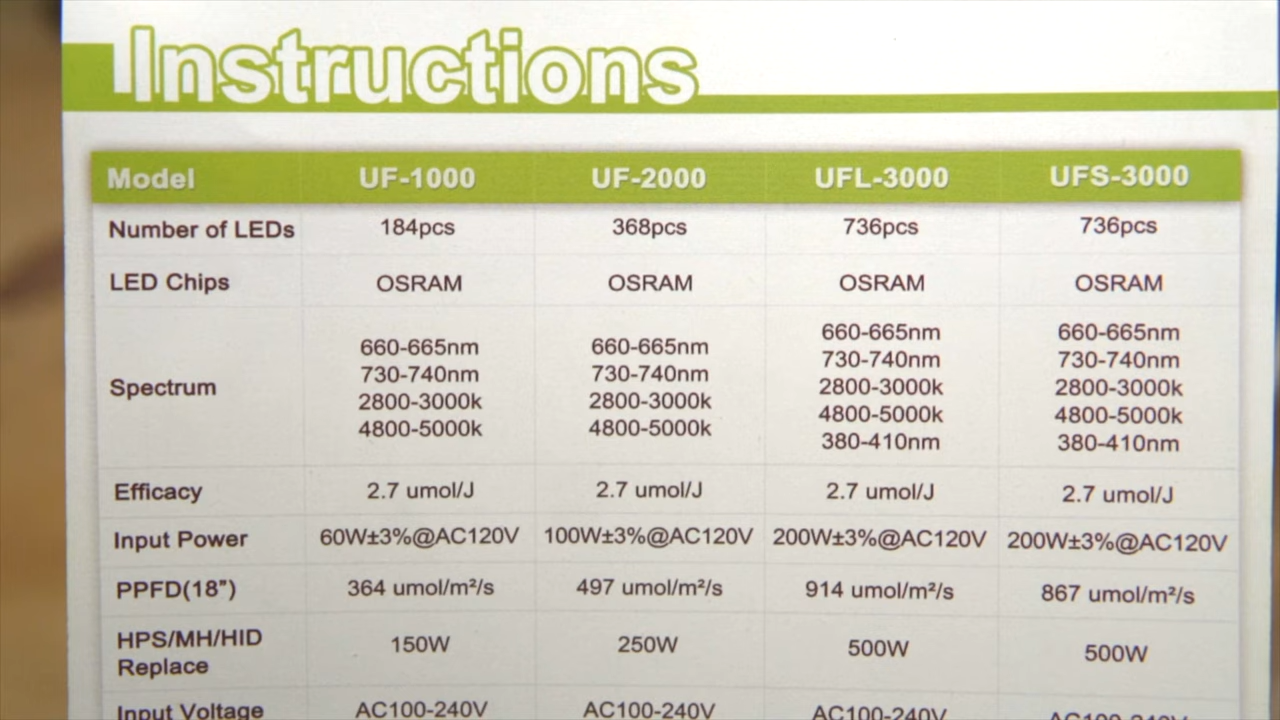 Instructions
Model UF-1000 UF-2000 UFL-3000 UFS-3000
Number of LEDs 184pcs 368pcs 736pcs 736pcs
LED Chips OSRAM OSRAM OSRAM OSRAM
Spectrum
660-665nm
730-740nm
2800-3000k
4800-5000k
660-665nm
730-740nm
2800-3000k
4800-5000k
660-665nm
730-740nm
2800-3000k
4800-5000k
380-410nm
660-665nm
730-740nm
2800-3000k
4800-5000k
380-410nm
Efficacy 2.7 umol/J 2.7 umol/J 2.7 umol/J 2.7 umol/J
Input Power 60W±3%@AC120V 100W±3%@AC120V 200W±3%@AC120V 200W±3%@AC120V
PPFD(18”) 364 umol/m²/s 497 umol/m²/s 914 umol/m²/s 867 umol/m²/s
HPS/MH/HID
Replace
150W 250W 500W 500W
Input Voltage AC100-240V AC100-240V AC100-240V AC100-240V